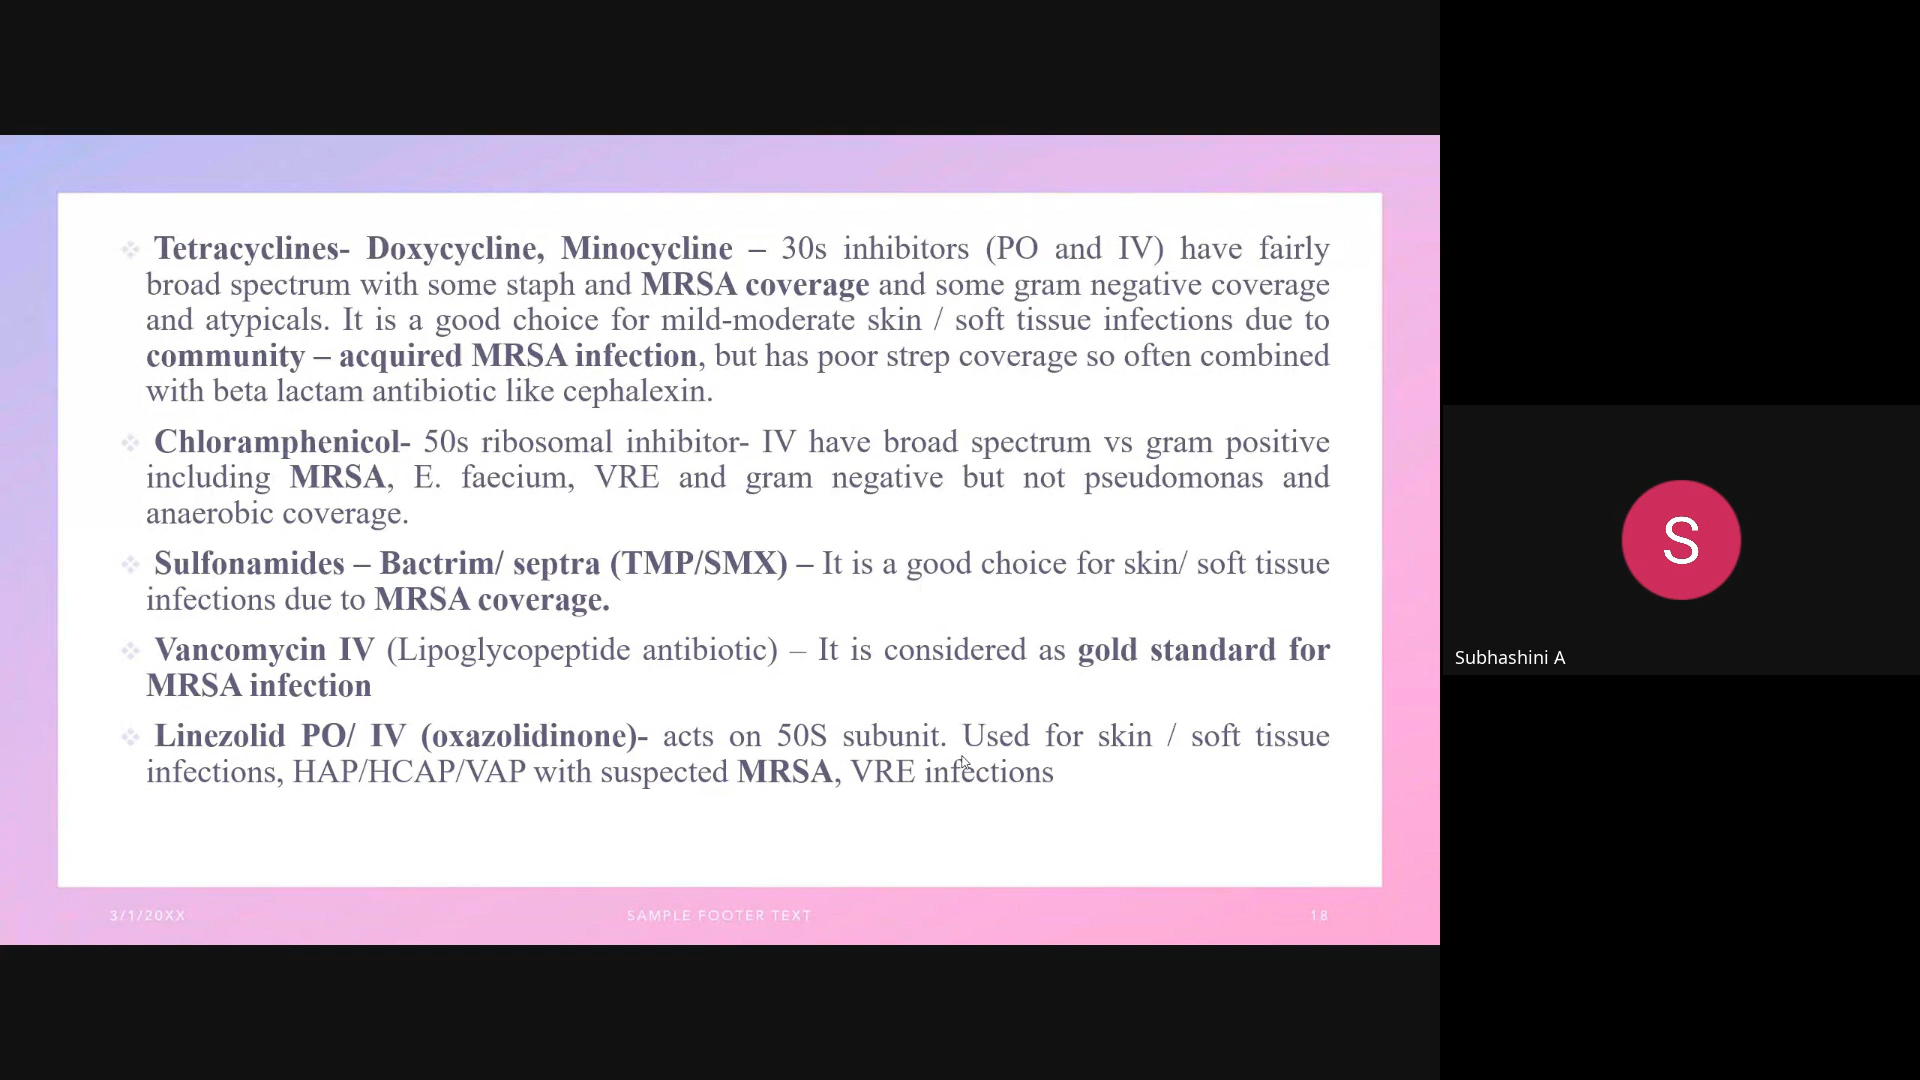 Tetracyclines- Doxycycline, Minocycline – 30s inhibitors (PO and IV) have fairly
broad spectrum with some staph and MRSA coverage and some gram negative coverage
and atypicals. It is a good choice for mild-moderate skin / soft tissue infections due to
community – acquired MRSA infection, but has poor strep coverage so often combined
with beta lactam antibiotic like cephalexin.
Chloramphenicol- 50s ribosomal inhibitor- IV have broad spectrum vs gram positive
including MRSA, E. faecium, VRE and gram negative but not pseudomonas and
anaerobic coverage.
Sulfonamides – Bactrim/ septra (TMP/SMX) – It is a good choice for skin/ soft tissue
infections due to MRSA coverage.
Vancomycin IV (Lipoglycopeptide antibiotic) – It is considered as gold standard for
MRSA infection
Linezolid PO/ IV (oxazolidinone)- acts on 50S subunit. Used for skin / soft tissue
infections, HAP/HCAP/VAP with suspected MRSA, VRE infections
3/1/20XX
SAMPLE FOOTER TEXT
18
S
Subhashini A